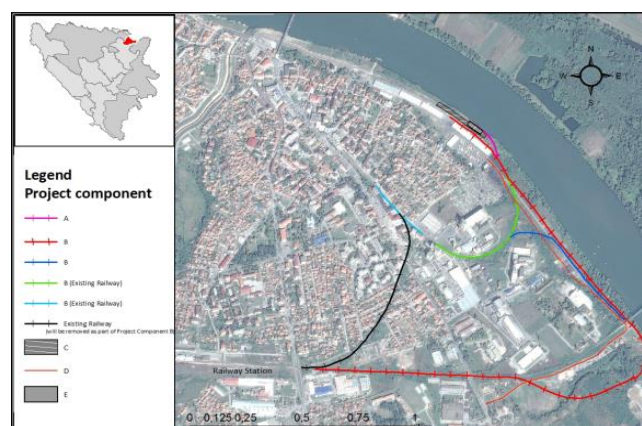 N
W E
S
Legend
Project component
A
B
B
B (Existing Railway)
B (Existing Railway)
Existing Railway
(will be removed as part of Project Component B)
C
D
E
Railway Station
0 0,125 0,25 0,5 0,75 1